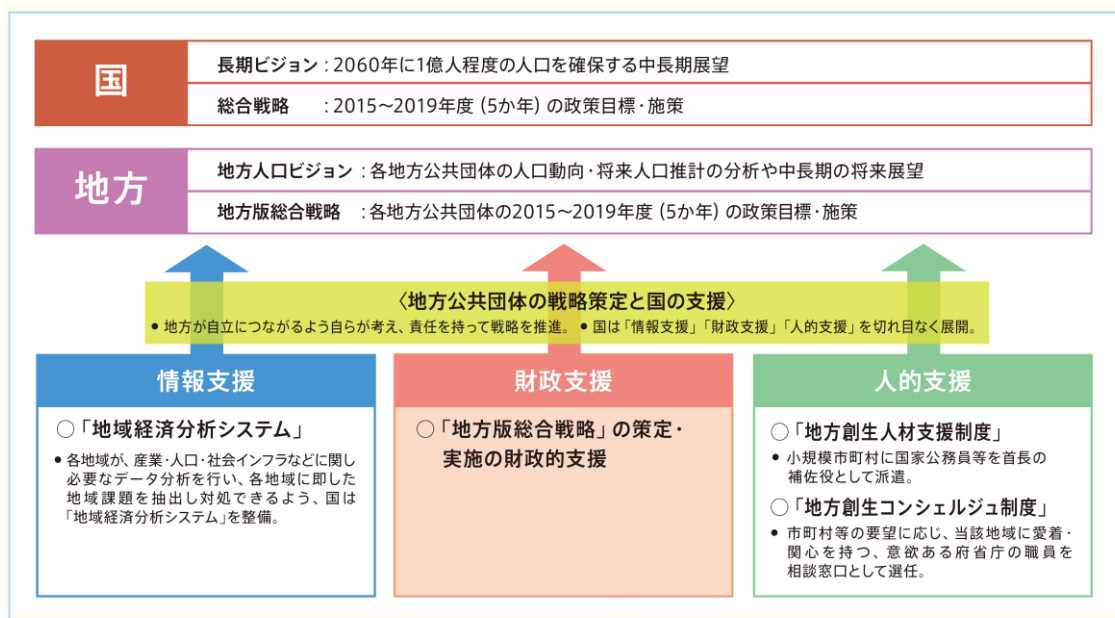 国
長期ビジョン : 2060年に1億人程度の人口を確保する中長期展望
総合戦略 : 2015〜2019年度 (5か年) の政策目標・施策
地方
地方人口ビジョン : 各地方公共団体の人口動向・将来人口推計の分析や中長期の将来展望
地方版総合戦略 : 各地方公共団体の2015〜2019年度 (5か年) の政策目標・施策
〈地方公共団体の戦略策定と国の支援〉
● 地方が自立につながるよう自らが考え、責任を持って戦略を推進。 ● 国は「情報支援」「財政支援」「人的支援」を切れ目なく展開。
情報支援
○「地域経済分析システム」
● 各地域が、産業・人口・社会インフラなどに関し
必要なデータ分析を行い、各地域に即した
地域課題を抽出し対処できるよう、国は
「地域経済分析システム」を整備。
財政支援
○「地方版総合戦略」の策定・
実施の財政的支援
人的支援
○「地方創生人材支援制度」
● 小規模市町村に国家公務員等を首長の
補佐役として派遣。
○「地方創生コンシェルジュ制度」
● 市町村等の要望に応じ、当該地域に愛着・
関心を持つ、意欲ある府省庁の職員を
相談窓口として選任。